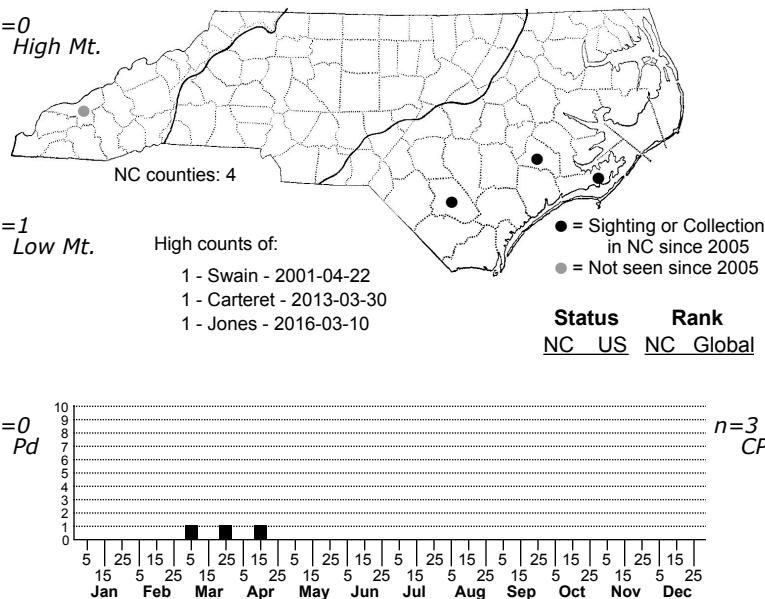 =0
High Mt.
NC counties: 4
=1
Low Mt.
High counts of:
1 - Swain - 2001-04-22
1 - Carteret - 2013-03-30
1 - Jones - 2016-03-10
= Sighting or Collection
in NC since 2005
= Not seen since 2005
Status Rank
NC US NC Global
=0
Pd
n=3
CP
10
9
8
7
6
5
4
3
2
1
0
5 25 15 5 25 15 5 25 15 5 25 15 5 25 15 5 25 15
15 5 25 15 5 25 15 5 25 15 5 25 15 5 25 15 5 25
Jan Feb Mar Apr May Jun Jul Aug Sep Oct Nov Dec